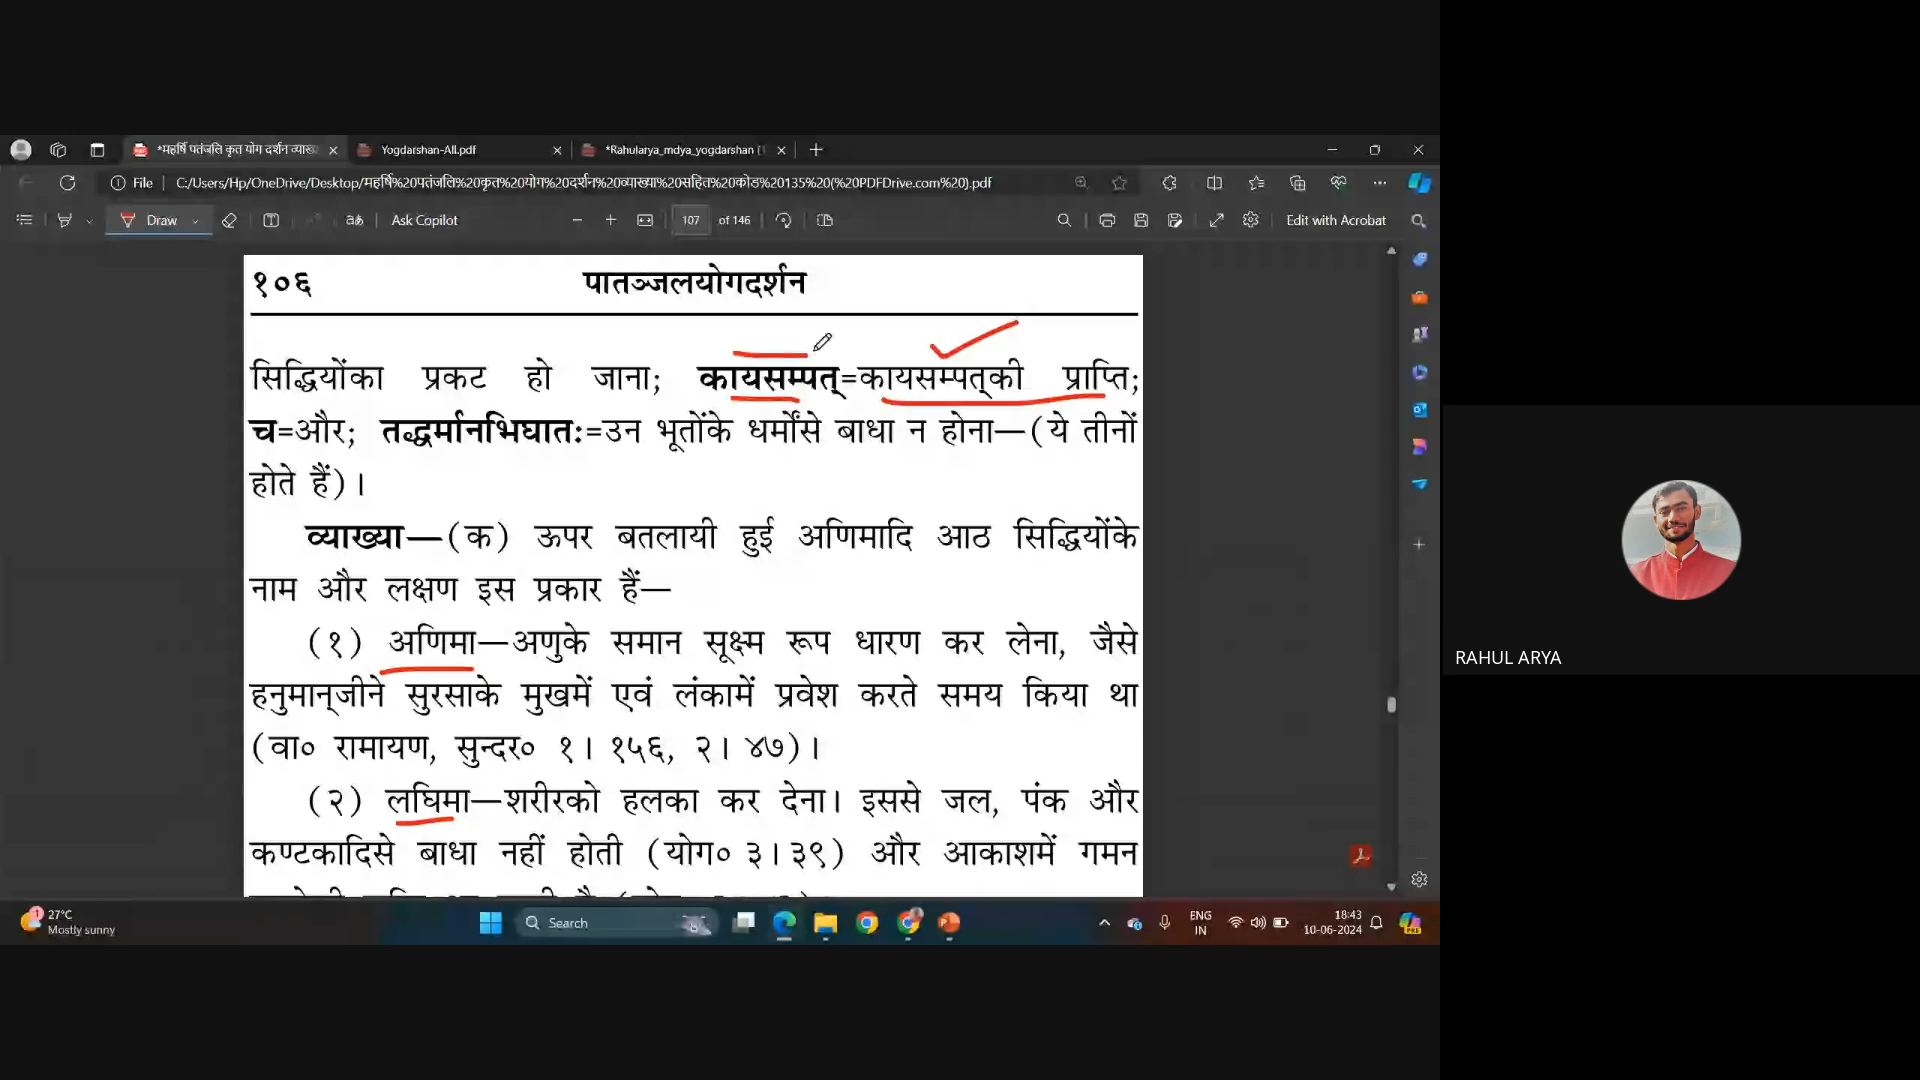 *महर्षि पतंजलि कृत योग दर्शन व्याख
Yogdarshan-All.pdf
*Rahularya_mdya_yogdarshan (
File
C:/Users/Hp/OneDrive/Desktop/महर्षि%20पतंजलि%20कृत%20योग%20दर्शन%20व्याख्या%20सहित%20कोड%20135%20(%20PDFDrive.com%20).pdf
Draw
Ask Copilot
107 of 146
Edit with Acrobat
१०६ पातञ्जलयोगदर्शन
सिद्धियोंका प्रकट हो जाना; कायसम्पत्=कायसम्पत्की प्राप्ति;
च=और; तद्धर्मानभिघातः=उन भूतोंके धर्मोंसे बाधा न होना—(ये तीनों
होते हैं)।
व्याख्या—(क) ऊपर बतलायी हुई अणिमादि आठ सिद्धियोंके
नाम और लक्षण इस प्रकार हैं—
(१) अणिमा—अणुके समान सूक्ष्म रूप धारण कर लेना, जैसे
हनुमान्जीने सुरसाके मुखमें एवं लंकामें प्रवेश करते समय किया था
(वा० रामायण, सुन्दर० १। १५६, २। ४७)।
(२) लघिमा—शरीरको हलका कर देना। इससे जल, पंक और
कण्टकादिसे बाधा नहीं होती (योग० ३।३९) और आकाशमें गमन
RAHUL ARYA
27°C
Mostly sunny
Search
ENG
IN
18:43
10-06-2024